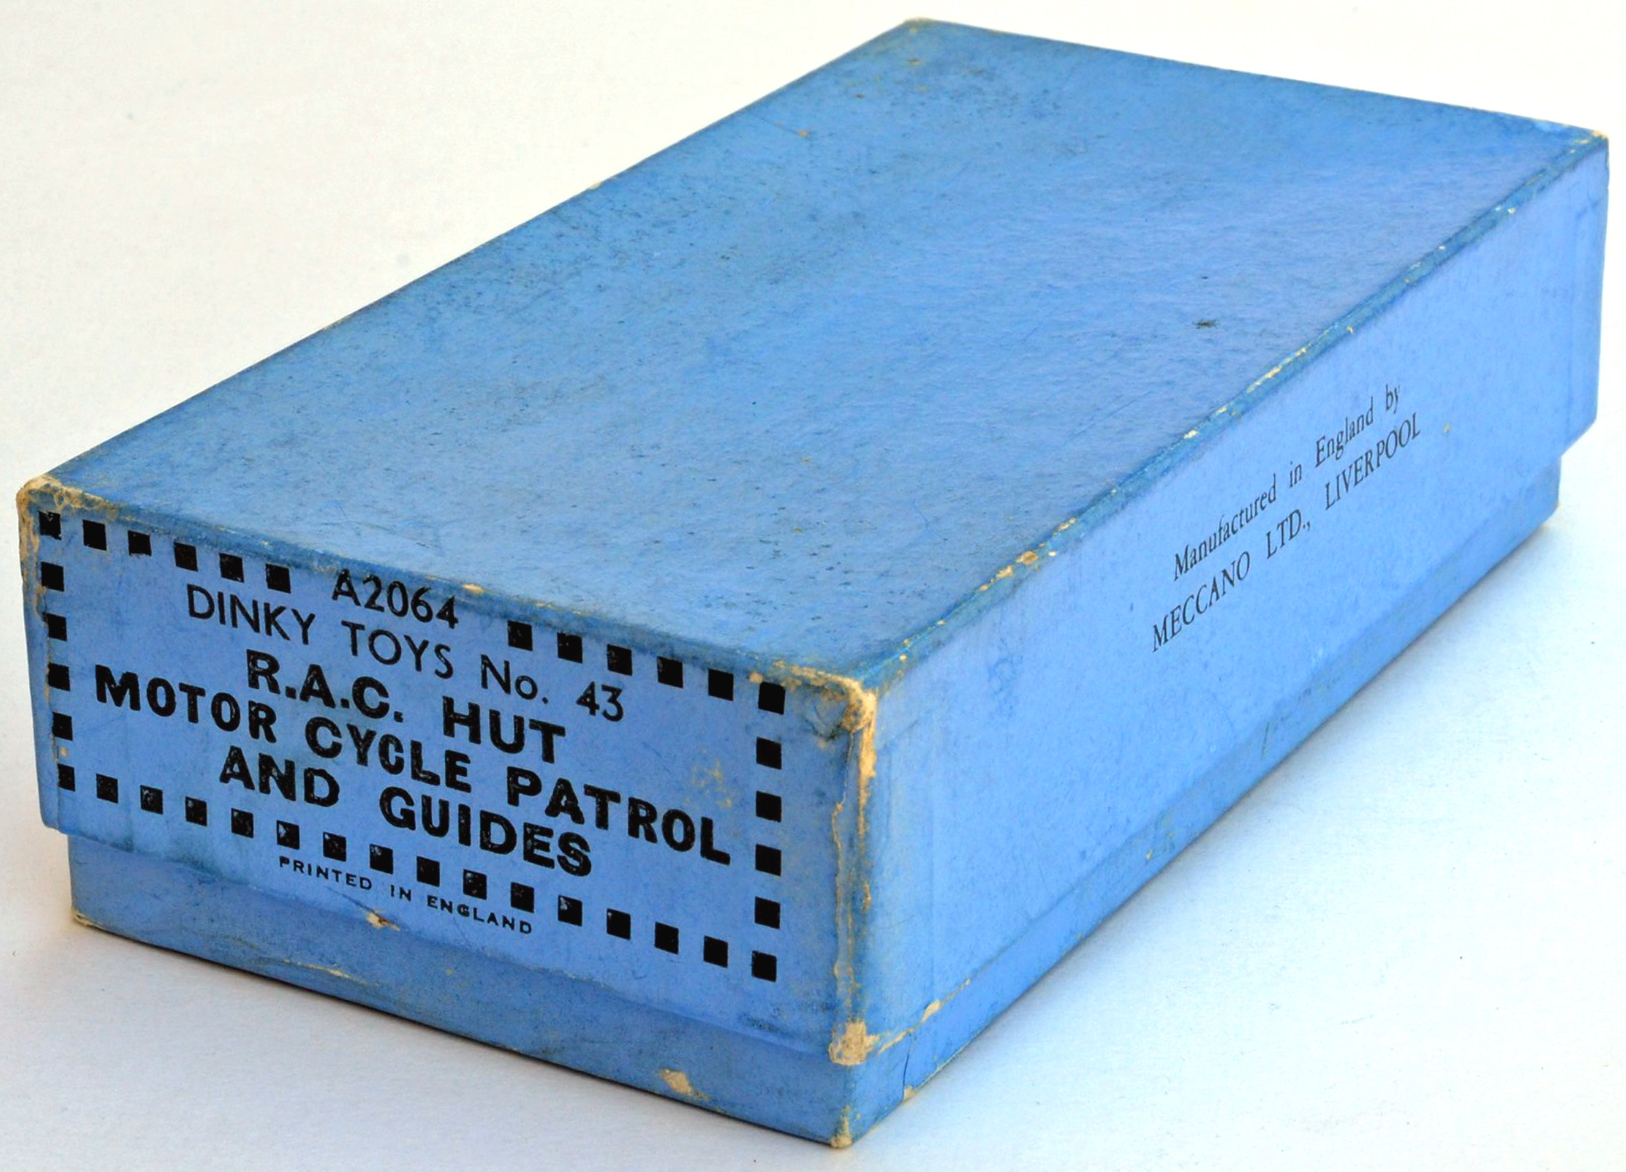 A2064
DINKY TOYS No. 43
R.A.C. HUT
MOTOR CYCLE PATROL
AND GUIDES
PRINTED IN ENGLAND
Manufactured in England by
MECCANO LTD., LIVERPOOL